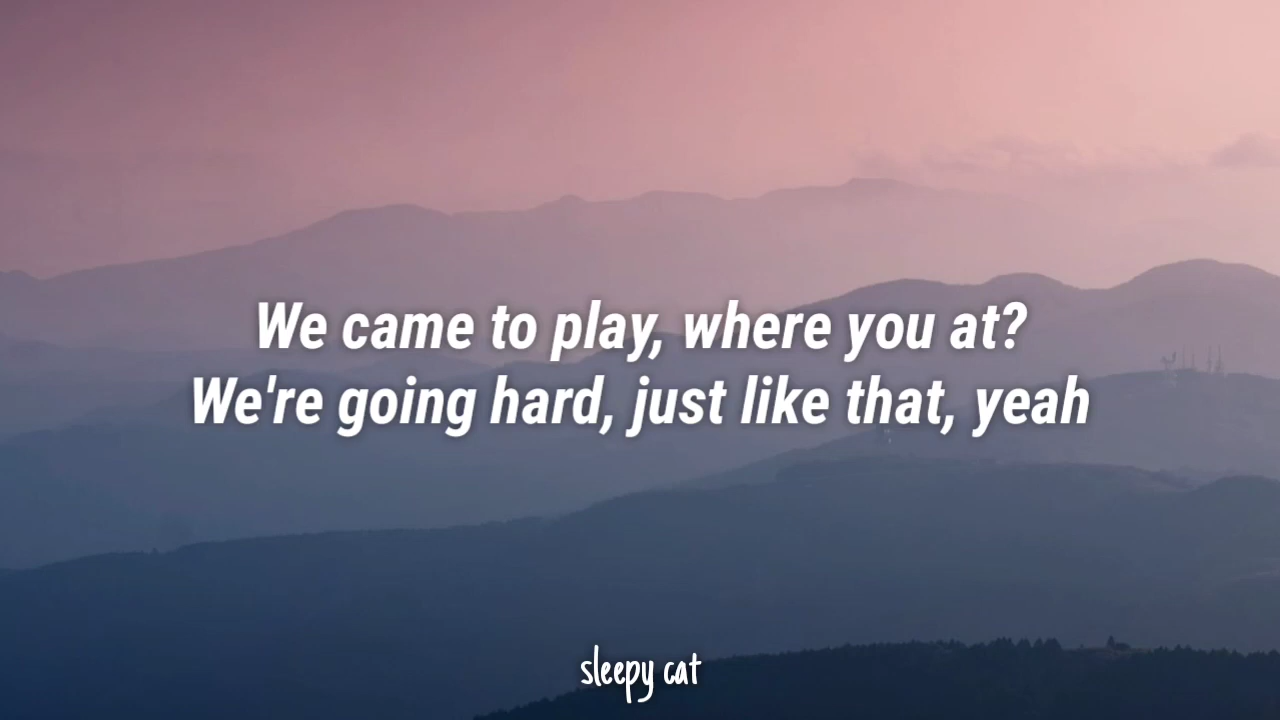 We came to play, where you at?
We're going hard, just like that, yeah
sleepy cat